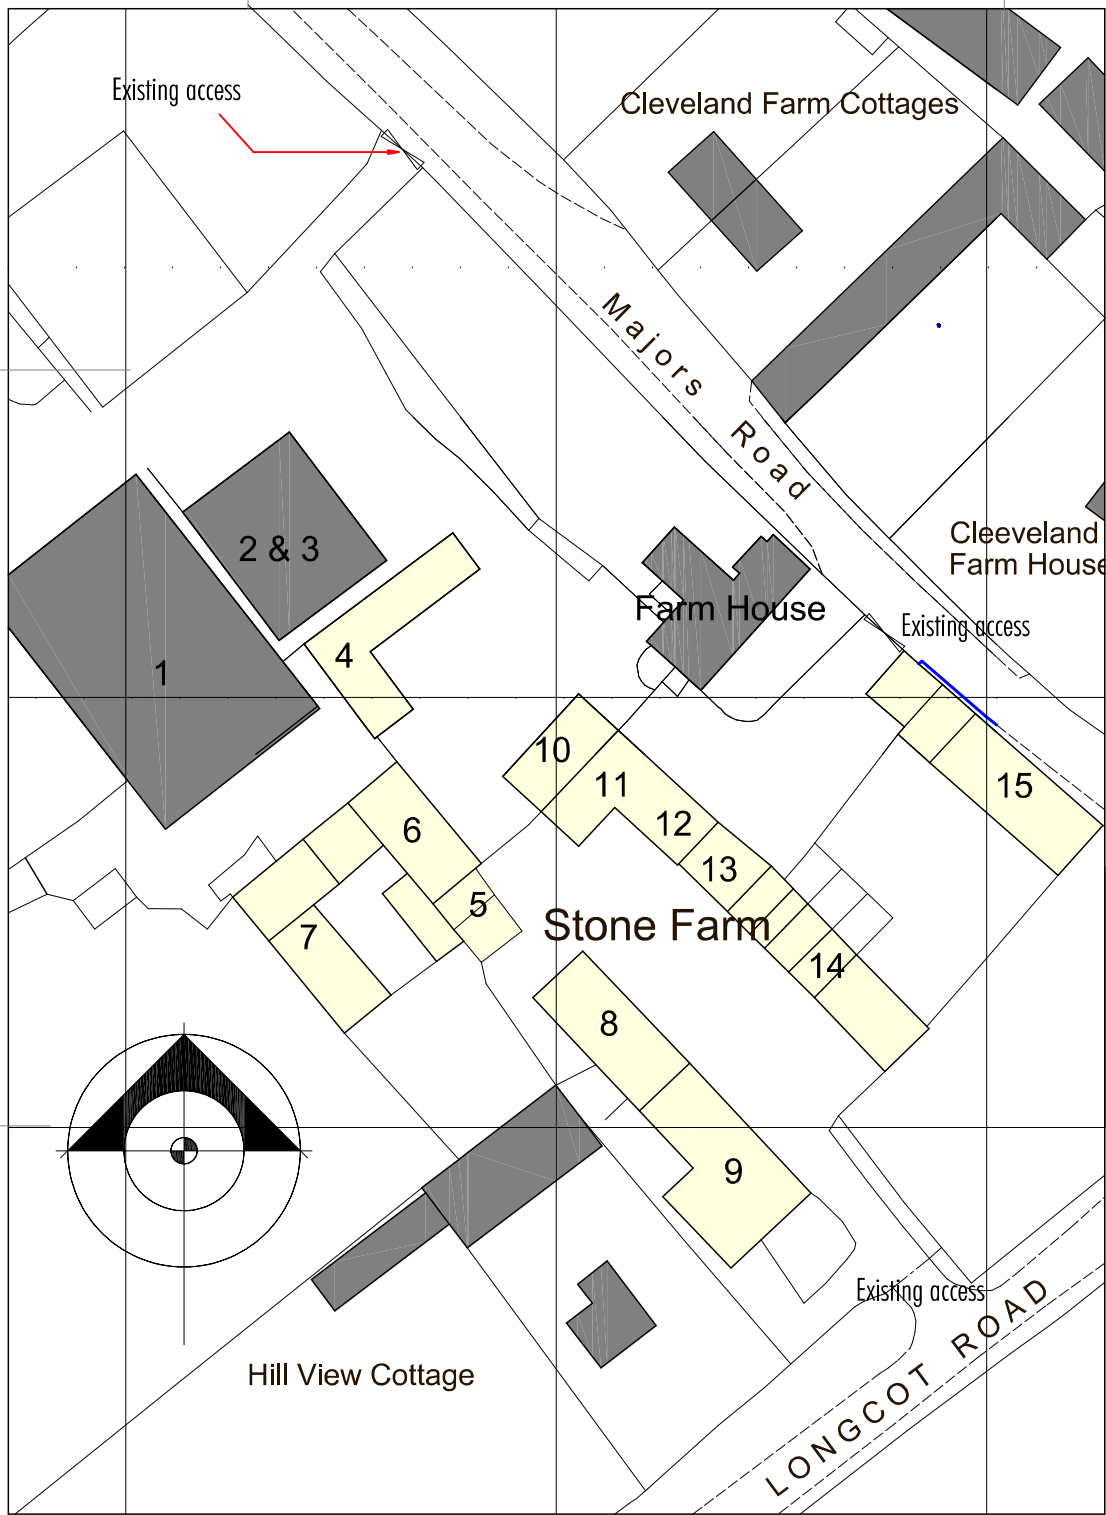 Existing access
Cleveland Farm Cottages
Majors Road
2 & 3
Cleeveland
Farm House
Farm House
Existing access
4
1
10
11
15
12
6
13
5
7
Stone Farm
14
8
9
Existing access
LONGCOT ROAD
Hill View Cottage